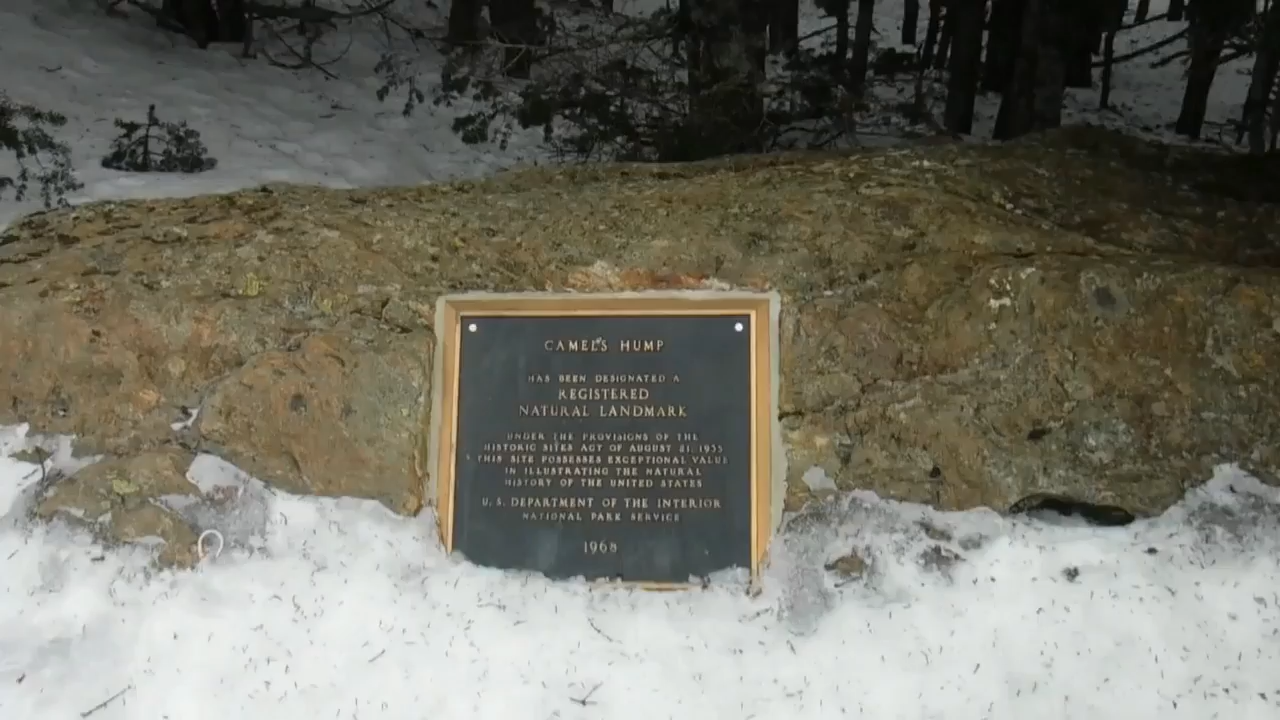 CAMEL'S HUMP
HAS BEEN DESIGNATED A
REGISTERED
NATURAL LANDMARK
UNDER THE PROVISIONS OF THE
HISTORIC SITES ACT OF AUGUST 21, 1935
THIS SITE POSSESSES EXCEPTIONAL VALUE
IN ILLUSTRATING THE NATURAL
HISTORY OF THE UNITED STATES
U.S. DEPARTMENT OF THE INTERIOR
NATIONAL PARK SERVICE
1968